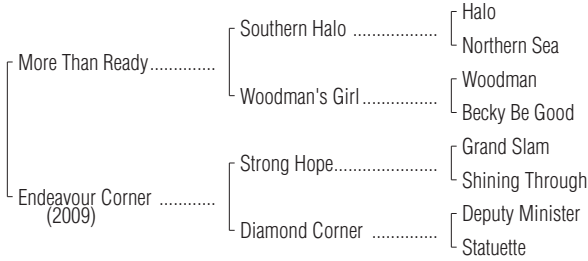 Halo
Southern Halo ..................
Northern Sea
More Than Ready.............
Woodman
Woodman's Girl................
Becky Be Good
Grand Slam
Strong Hope......................
Shining Through
Endeavour Corner ...........
(2009)
Deputy Minister
Diamond Corner ..............
Statuette